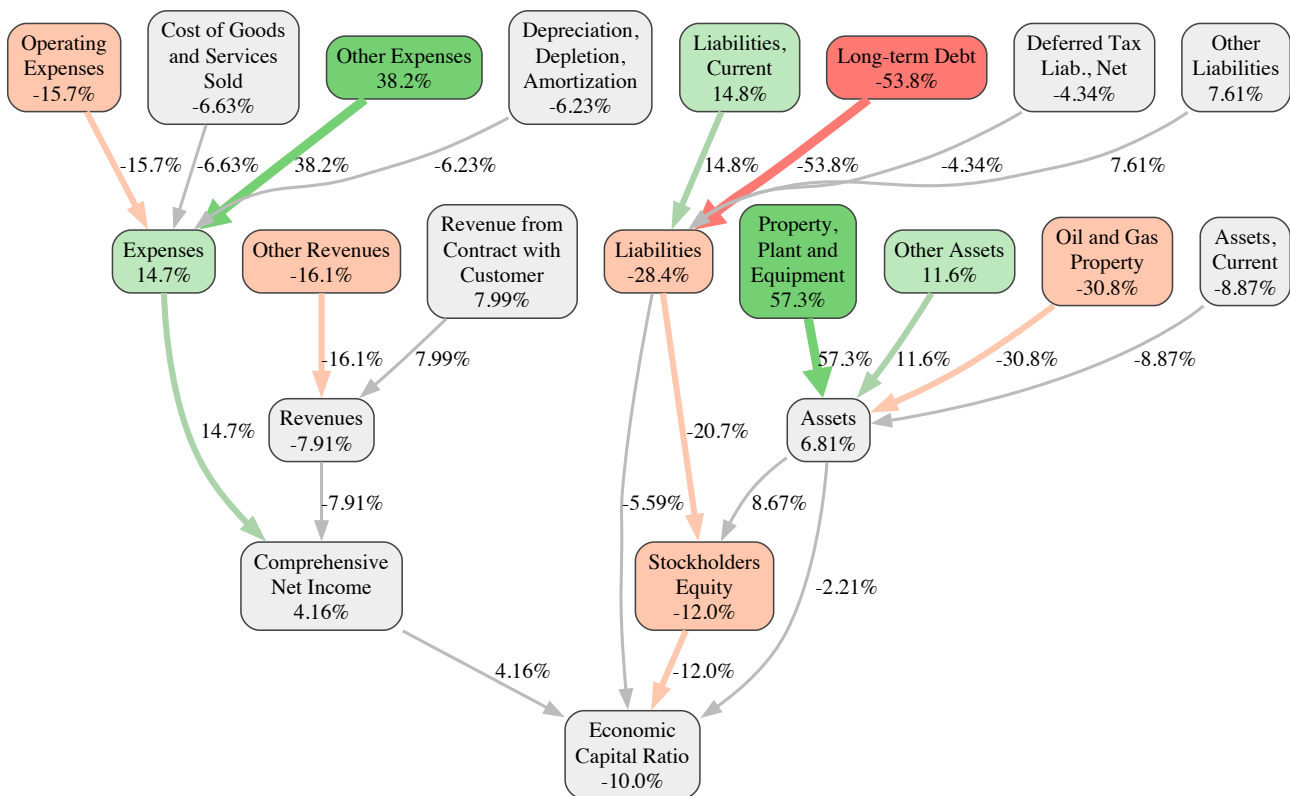 Operating
Expenses
-15.7%
Cost of Goods
and Services
Sold
-6.63%
Other Expenses
38.2%
Depreciation,
Depletion,
Amortization
-6.23%
Liabilities,
Current
14.8%
Long-term Debt
-53.8%
Deferred Tax
Liab., Net
-4.34%
Other
Liabilities
7.61%
-15.7%
-6.63%
38.2%
-6.23%
14.8%
-53.8%
-4.34%
7.61%
Expenses
14.7%
Other Revenues
-16.1%
Revenue from
Contract with
Customer
7.99%
Liabilities
-28.4%
Property,
Plant and
Equipment
57.3%
Other Assets
11.6%
Oil and Gas
Property
-30.8%
Assets,
Current
-8.87%
-16.1%
7.99%
57.3%
11.6%
-30.8%
-8.87%
14.7%
Revenues
-7.91%
-20.7%
Assets
6.81%
-7.91%
-5.59%
8.67%
Comprehensive
Net Income
4.16%
Stockholders
Equity
-12.0%
-2.21%
4.16%
-12.0%
Economic
Capital Ratio
-10.0%